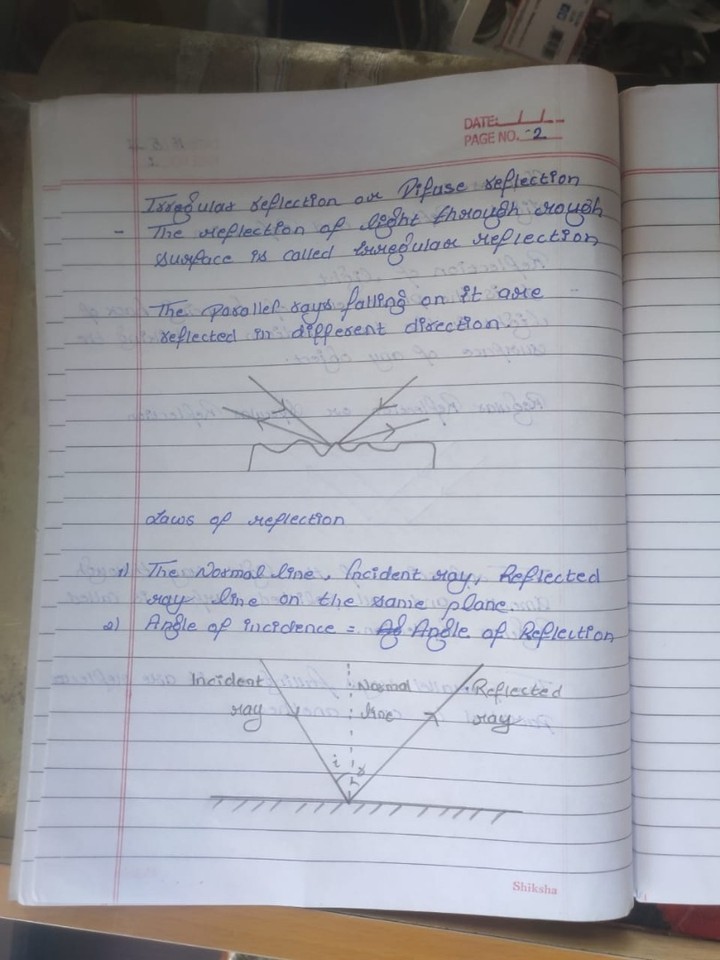 DATE: / /
PAGE NO. 2
Irregular reflection or Difuse reflection
- The reflection of light through rough
surface is called irregular reflection
The parallel rays falling on it are
reflected in different direction.
Laws of reflection
1) The Normal line, Incident ray, Reflected
ray line on the same plane.
2) Angle of incidence = Angle of Reflection
Incident
ray
Normal
line
Reflected
ray
i
r
Shiksha